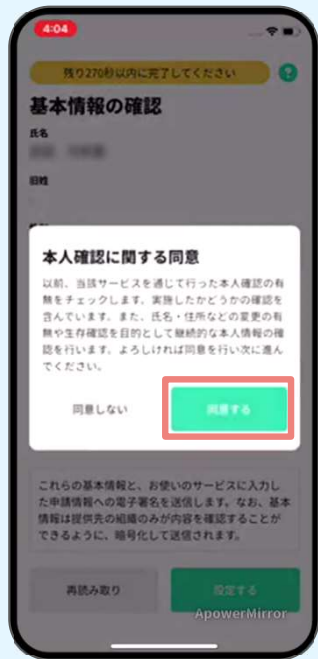 4:04
残り270秒以内に完了してください
?
基本情報の確認
氏名
旧姓
本人確認に関する同意
以前、当該サービスを通じて行った本人確認の有
無をチェックします。実施したかどうかの確認を
含んでいます。また、氏名・住所などの変更の有
無や生存確認を目的として継続的な本人情報の確
認を行います。よろしければ同意を行い次に進ん
でください。
同意しない
同意する
これらの基本情報と、お使いのサービスに入力し
た申請情報への電子署名を送信します。なお、基本
情報は提供先の組織のみが内容を確認することが
できるように、暗号化して送信されます。
再読み取り
設定する
ApowerMirror